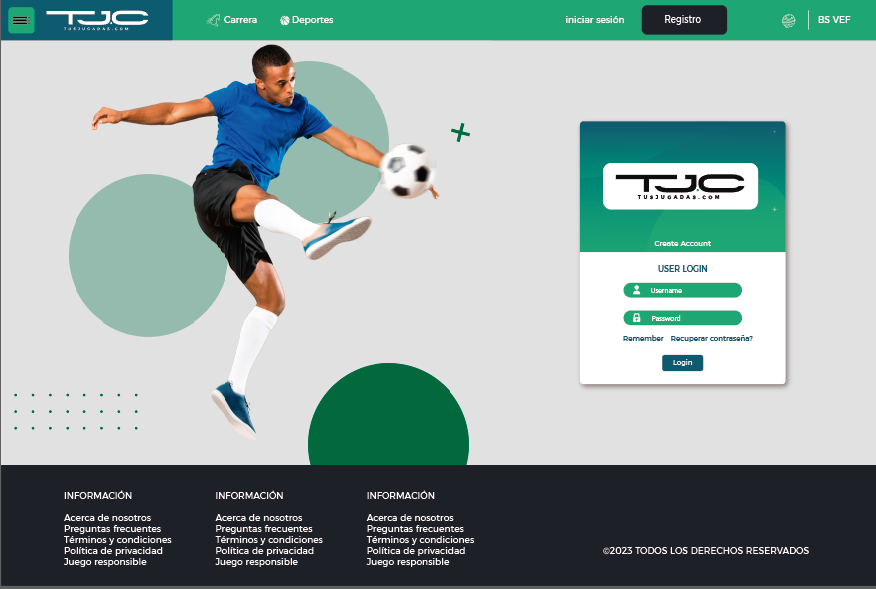 TJC
TUSJUGADAS.COM
Carrera
Deportes
iniciar sesión
Registro
BS VEF
TJC
TUSJUGADAS.COM
Create Account
USER LOGIN
Username
Password
Remember Recuperar contraseña?
Login
INFORMACIÓN
Acerca de nosotros
Preguntas frecuentes
Términos y condiciones
Política de privacidad
Juego responsible
INFORMACIÓN
Acerca de nosotros
Preguntas frecuentes
Términos y condiciones
Política de privacidad
Juego responsible
INFORMACIÓN
Acerca de nosotros
Preguntas frecuentes
Términos y condiciones
Política de privacidad
Juego responsible
©2023 TODOS LOS DERECHOS RESERVADOS